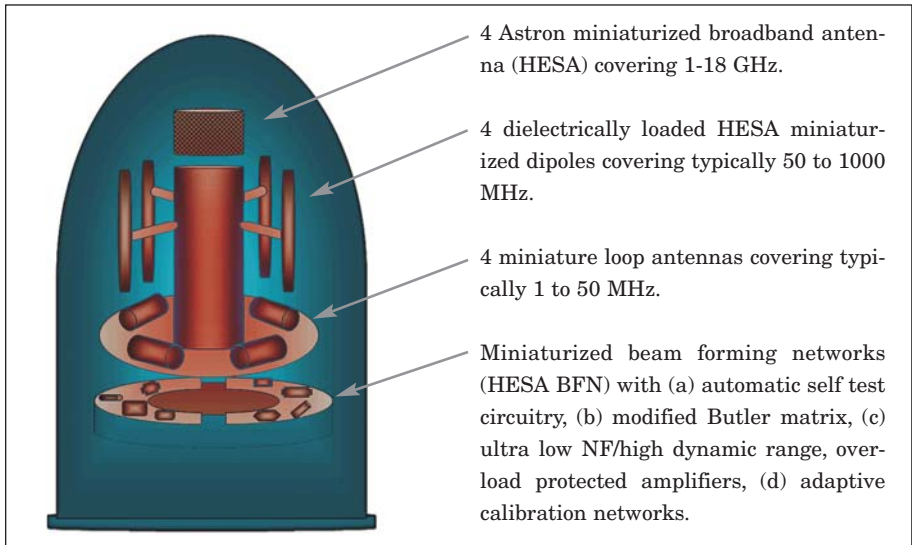 4 Astron miniaturized broadband anten-
na (HESA) covering 1-18 GHz.
4 dielectrically loaded HESA miniatur-
ized dipoles covering typically 50 to 1000
MHz.
4 miniature loop antennas covering typi-
cally 1 to 50 MHz.
Miniaturized beam forming networks
(HESA BFN) with (a) automatic self test
circuitry, (b) modified Butler matrix, (c)
ultra low NF/high dynamic range, over-
load protected amplifiers, (d) adaptive
calibration networks.